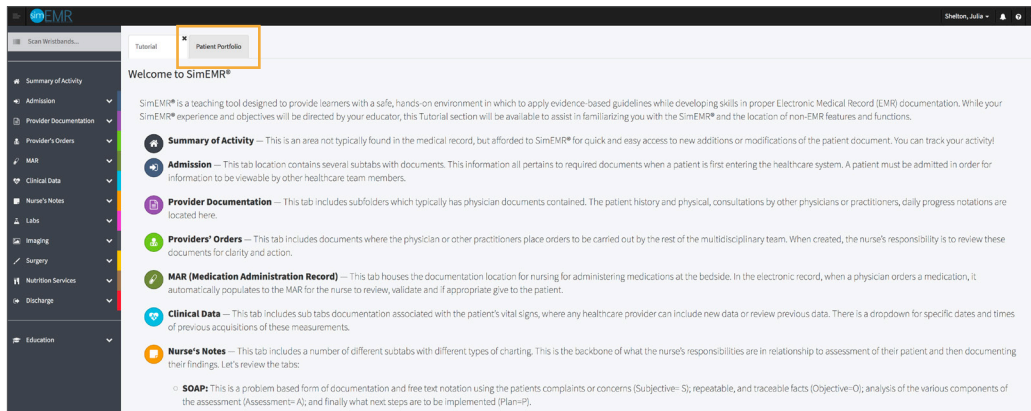 simEMR
Shelton, Julia
Scan Wristbands...
Summary of Activity
Admission
Provider Documentation
Provider's Orders
MAR
Clinical Data
Nurse's Notes
Labs
Imaging
Surgery
Nutrition Services
Discharge
Education
Tutorial
Patient Portfolio
Welcome to SimEMR®
SimEMR® is a teaching tool designed to provide learners with a safe, hands-on environment in which to apply evidence-based guidelines while developing skills in proper Electronic Medical Record (EMR) documentation. While your
SimEMR® experience and objectives will be directed by your educator, this Tutorial section will be available to assist in familiarizing you with the SimEMR® and the location of non-EMR features and functions.
Summary of Activity — This is an area not typically found in the medical record, but afforded to SimEMR® for quick and easy access to new additions or modifications of the patient document. You can track your activity!
Admission — This tab location contains several subtabs with documents. This information all pertains to required documents when a patient is first entering the healthcare system. A patient must be admitted in order for
information to be viewable by other healthcare team members.
Provider Documentation — This tab includes subfolders which typically has physician documents contained. The patient history and physical, consultations by other physicians or practitioners, daily progress notations are
located here.
Providers' Orders — This tab includes documents where the physician or other practitioners place orders to be carried out by the rest of the multidisciplinary team. When created, the nurse's responsibility is to review these
documents for clarity and action.
MAR (Medication Administration Record) — This tab houses the documentation location for nursing for administering medications at the bedside. In the electronic record, when a physician orders a medication, it
automatically populates to the MAR for the nurse to review, validate and if appropriate give to the patient.
Clinical Data — This tab includes sub tabs documentation associated with the patient's vital signs, where any healthcare provider can include new data or review previous data. There is a dropdown for specific dates and times
of previous acquisitions of these measurements.
Nurse's Notes — This tab includes a number of different subtabs with different types of charting. This is the backbone of what the nurse's responsibilities are in relationship to assessment of their patient and then documenting
their findings. Let's review the tabs:
SOAP: This is a problem based form of documentation and free text notation using the patients complaints or concerns (Subjective= S); repeatable, and traceable facts (Objective=O); analysis of the various components of
the assessment (Assessment= A); and finally what next steps are to be implemented (Plan=P).